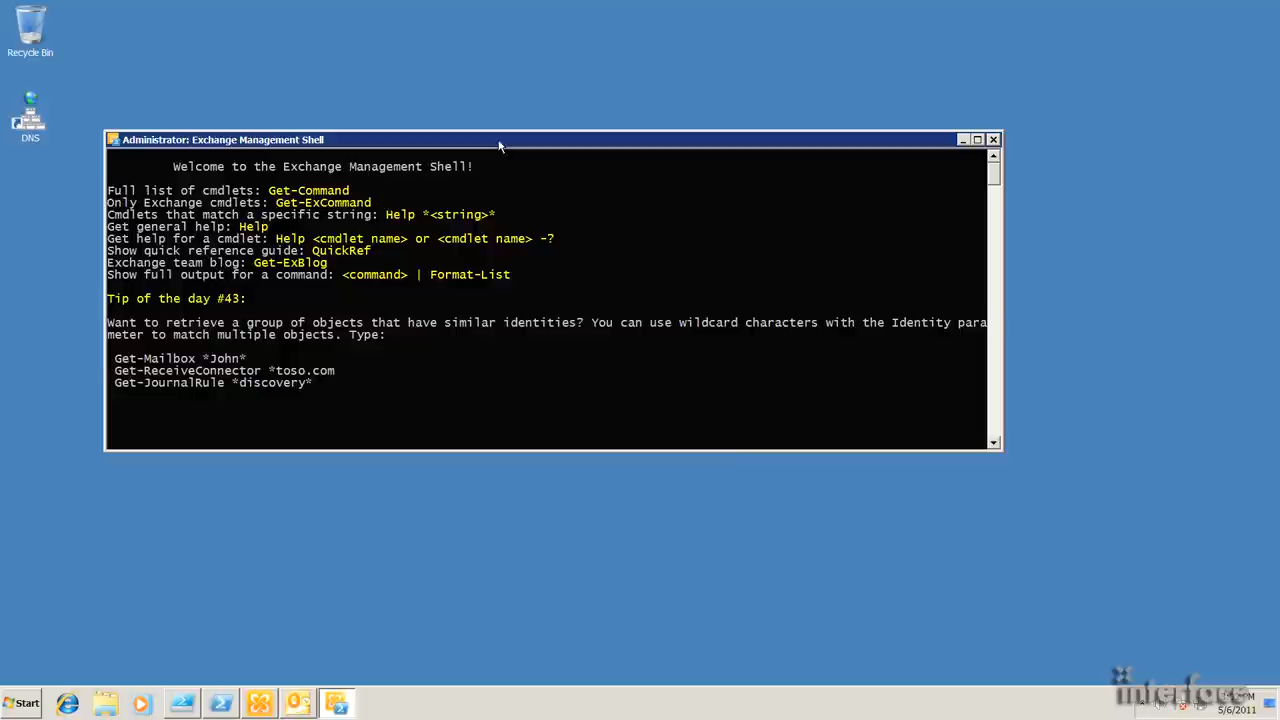 Recycle Bin
DNS
Administrator: Exchange Management Shell
Welcome to the Exchange Management Shell!
Full list of cmdlets: Get-Command
Only Exchange cmdlets: Get-ExCommand
Cmdlets that match a specific string: Help *<string>*
Get general help: Help
Get help for a cmdlet: Help <cmdlet name> or <cmdlet name> -?
Show quick reference guide: QuickRef
Exchange team blog: Get-ExBlog
Show full output for a command: <command> | Format-List
Tip of the day #43:
Want to retrieve a group of objects that have similar identities? You can use wildcard characters with the Identity para
meter to match multiple objects. Type:
Get-Mailbox *John*
Get-ReceiveConnector *toso.com
Get-JournalRule *discovery*
Start
interface
5/6/2011